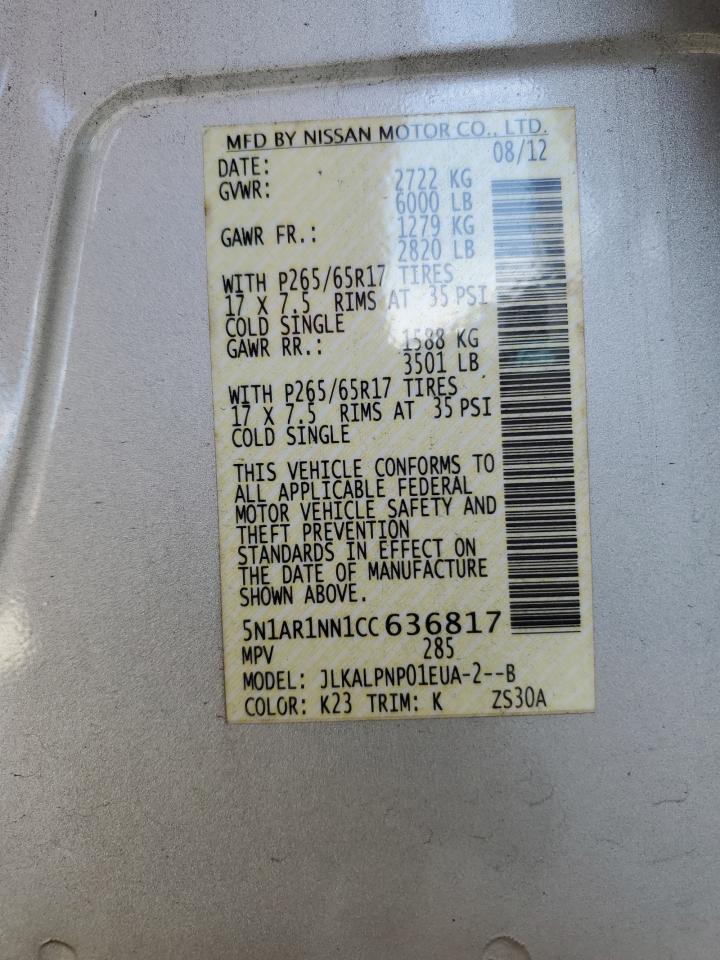 MFD BY NISSAN MOTOR CO., LTD.
DATE: 08/12
GVWR: 2722 KG
6000 LB
GAWR FR.: 1279 KG
2820 LB
WITH P265/65R17 TIRES
17 X 7.5 RIMS AT 35 PSI
COLD SINGLE
GAWR RR.: 1588 KG
3501 LB
WITH P265/65R17 TIRES
17 X 7.5 RIMS AT 35 PSI
COLD SINGLE
THIS VEHICLE CONFORMS TO
ALL APPLICABLE FEDERAL
MOTOR VEHICLE SAFETY AND
THEFT PREVENTION
STANDARDS IN EFFECT ON
THE DATE OF MANUFACTURE
SHOWN ABOVE.
5N1AR1NN1CC636817
MPV 285
MODEL: JLKALPNP01EUA-2--B
COLOR: K23 TRIM: K ZS30A